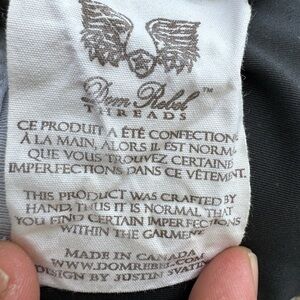 Dom Rebel ™
THREADS
CE PRODUIT A ÉTÉ CONFECTIONÉ
À LA MAIN, ALORS IL EST NORMAL
QUE VOUS TROUVEZ CERTAINES
IMPERFECTIONS DANS CE VÊTEMENT.
THIS PRODUCT WAS CRAFTED BY
HAND, THUS IT IS NORMAL THAT
YOU FIND CERTAIN IMPERFECTIONS
WITHIN THE GARMENT
MADE IN CANADA
WWW.DOMREBEL.COM
DESIGN BY JUSTIN